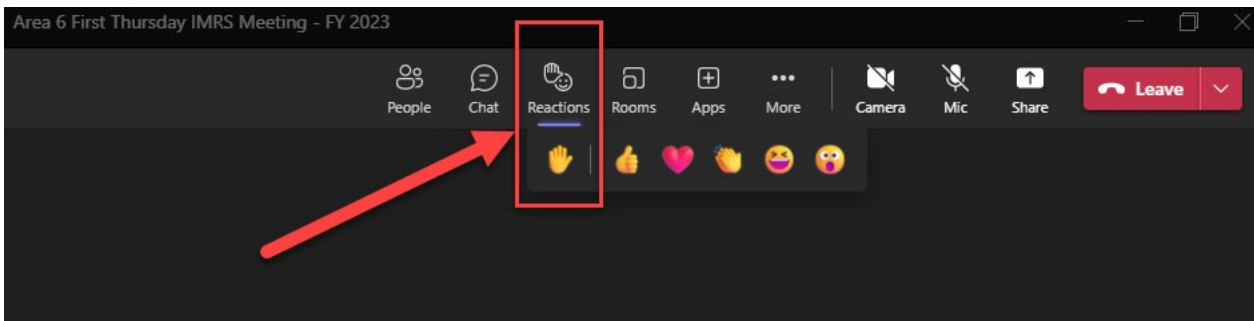 Area 6 First Thursday IMRS Meeting - FY 2023
People Chat Reactions Rooms Apps More Camera Mic Share Leave